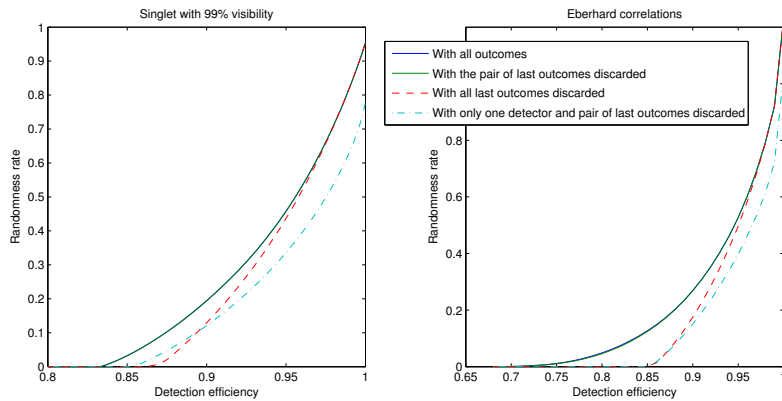 Singlet with 99% visibility
Eberhard correlations
With all outcomes
With the pair of last outcomes discarded
With all last outcomes discarded
With only one detector and pair of last outcomes discarded
Randomness rate
1
0.9
0.8
0.7
0.6
0.5
0.4
0.3
0.2
0.1
0
0.8
0.85
0.9
0.95
1
Detection efficiency
Randomness rate
0.8
0.6
0.4
0.2
0
0.65
0.7
0.75
0.8
0.85
0.9
0.95
Detection efficiency